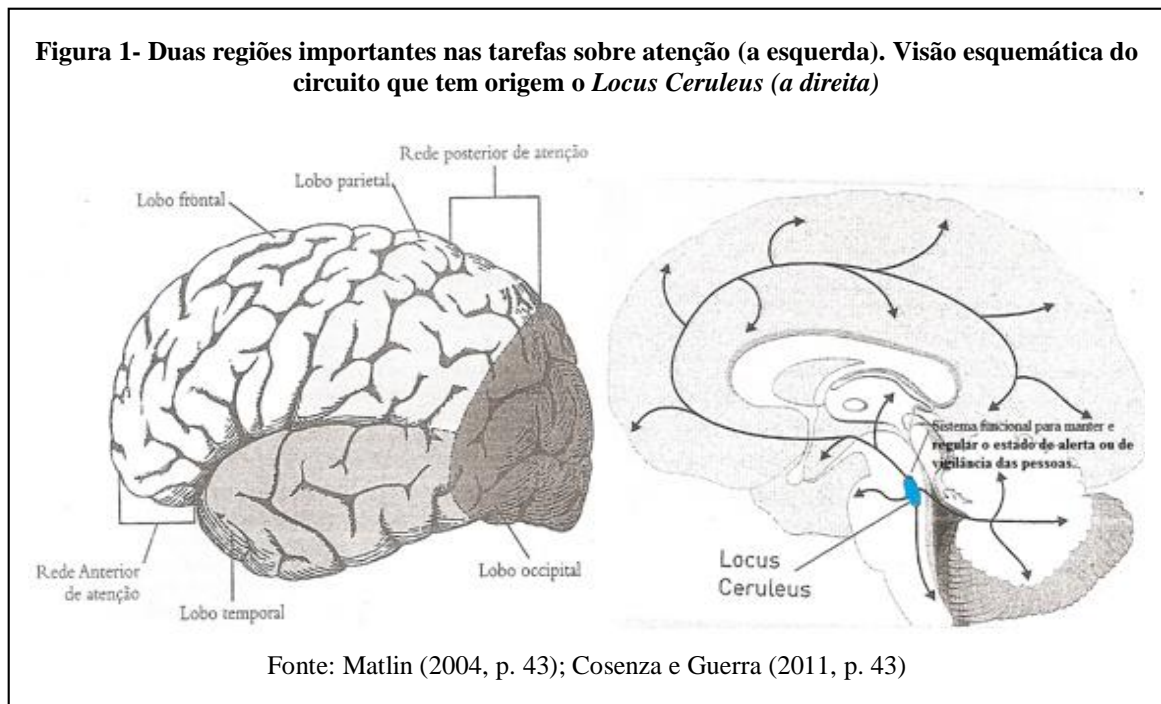 Figura 1- Duas regiões importantes nas tarefas sobre atenção (a esquerda). Visão esquemática do
circuito que tem origem o Locus Ceruleus (a direita)
Rede posterior de atenção
Lobo parietal
Lobo frontal
Rede Anterior
de atenção
Lobo temporal
Lobo occipital
Sistema funcional para manter e
regular o estado de alerta ou de
vigilância das pessoas.
Locus
Ceruleus
Fonte: Matlin (2004, p. 43); Cosenza e Guerra (2011, p. 43)